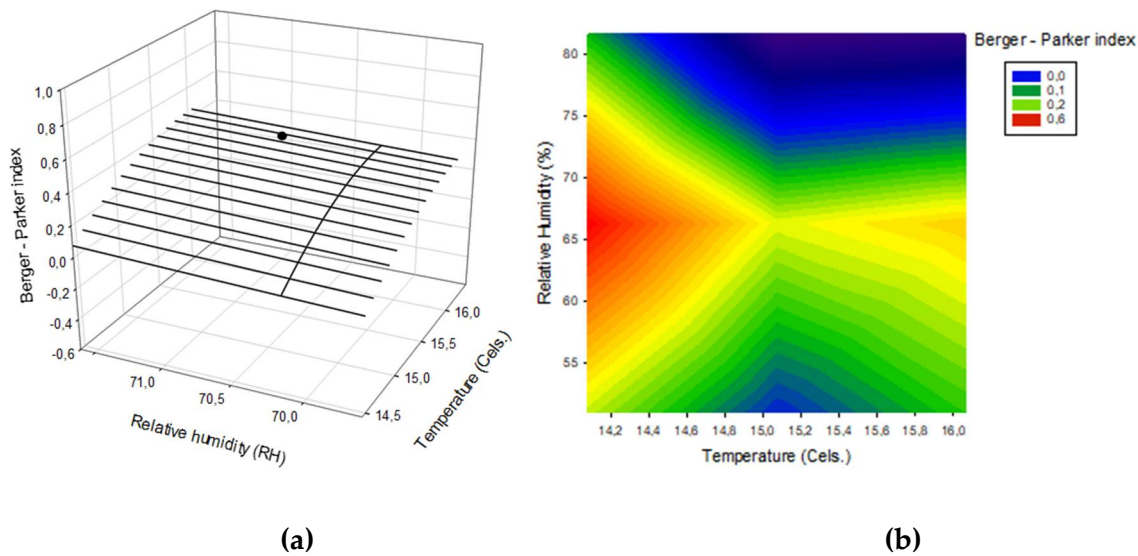 Berger - Parker index
1,0
0,8
0,6
0,4
0,2
0,0
-0,2
-0,4
-0,6
71,0
70,5
70,0
Relative humidity (RH)
14,5
15,0
15,5
16,0
Temperature (Cels.)
(a)
Relative Humidity (%)
80
75
70
65
60
55
14,2 14,4 14,6 14,8 15,0 15,2 15,4 15,6 15,8 16,0
Temperature (Cels.)
Berger - Parker index
0,0
0,1
0,2
0,6
(b)